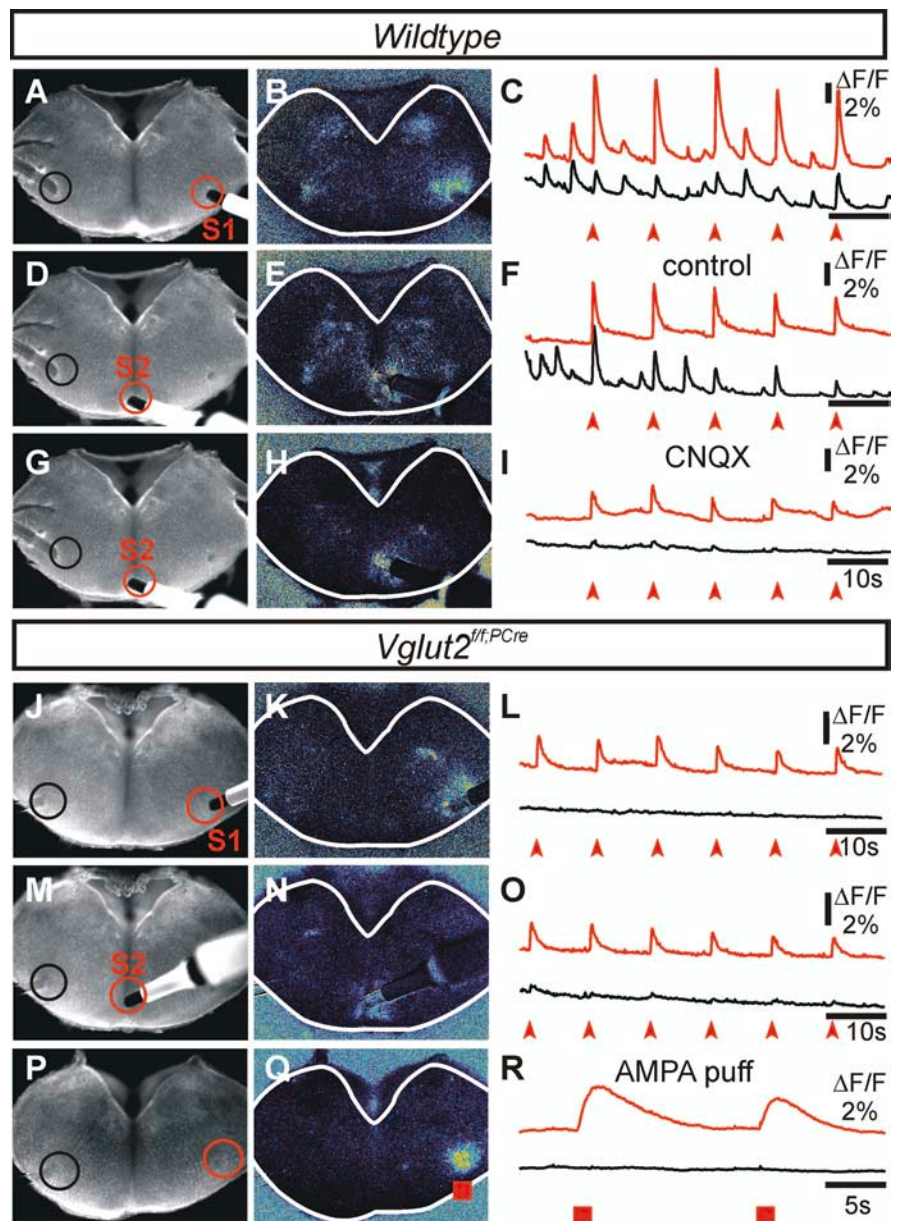 Wildtype
A
B
C
ΔF/F
2%
S1
D
E
F
control
ΔF/F
2%
S2
G
H
I
CNQX
ΔF/F
2%
S2
10s
Vglut2f/f;PCre
J
K
L
ΔF/F
2%
S1
10s
M
N
O
ΔF/F
2%
S2
10s
P
Q
R
AMPA puff
ΔF/F
2%
5s